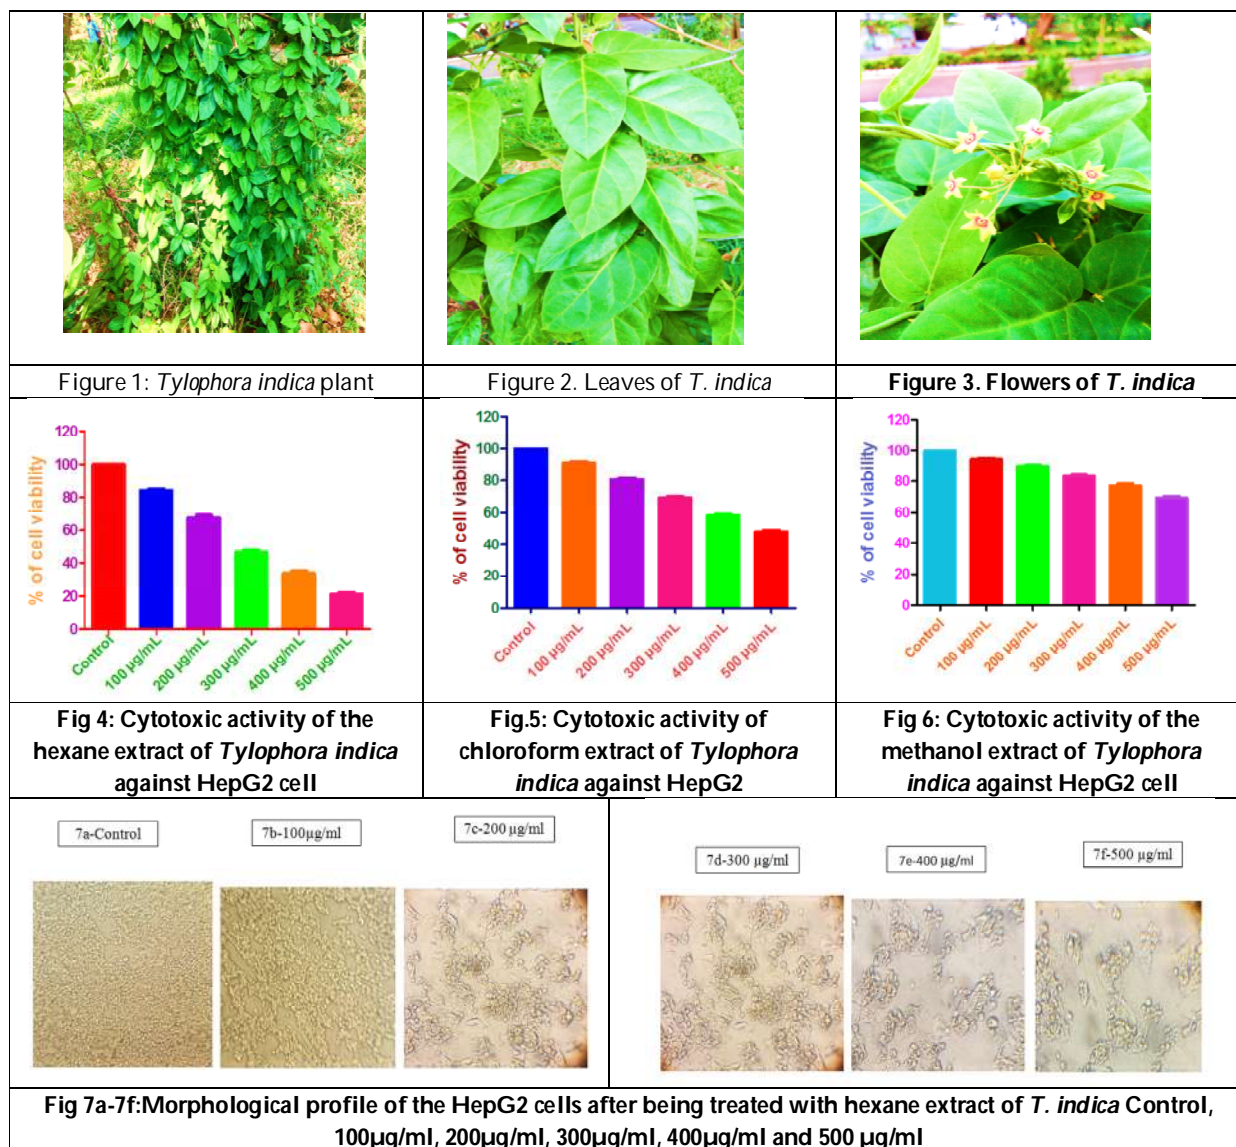 Figure 1: Tylophora indica plant
Figure 2. Leaves of T. indica
Figure 3. Flowers of T. indica
120
100
80
60
40
20
0
% of cell viability
Control
100 µg/mL
200 µg/mL
300 µg/mL
400 µg/mL
500 µg/mL
120
100
80
60
40
20
0
% of cell viability
Control
100 µg/mL
200 µg/mL
300 µg/mL
400 µg/mL
500 µg/mL
120
100
80
60
40
20
0
% of cell viability
Control
100 µg/mL
200 µg/mL
300 µg/mL
400 µg/mL
500 µg/mL
Fig 4: Cytotoxic activity of the
hexane extract of Tylophora indica
against HepG2 cell
Fig.5: Cytotoxic activity of
chloroform extract of Tylophora
indica against HepG2
Fig 6: Cytotoxic activity of the
methanol extract of Tylophora
indica against HepG2 cell
7a-Control
7b-100µg/ml
7c-200 µg/ml
7d-300 µg/ml
7e-400 µg/ml
7f-500 µg/ml
Fig 7a-7f:Morphological profile of the HepG2 cells after being treated with hexane extract of T. indica Control,
100µg/ml, 200µg/ml, 300µg/ml, 400µg/ml and 500 µg/ml